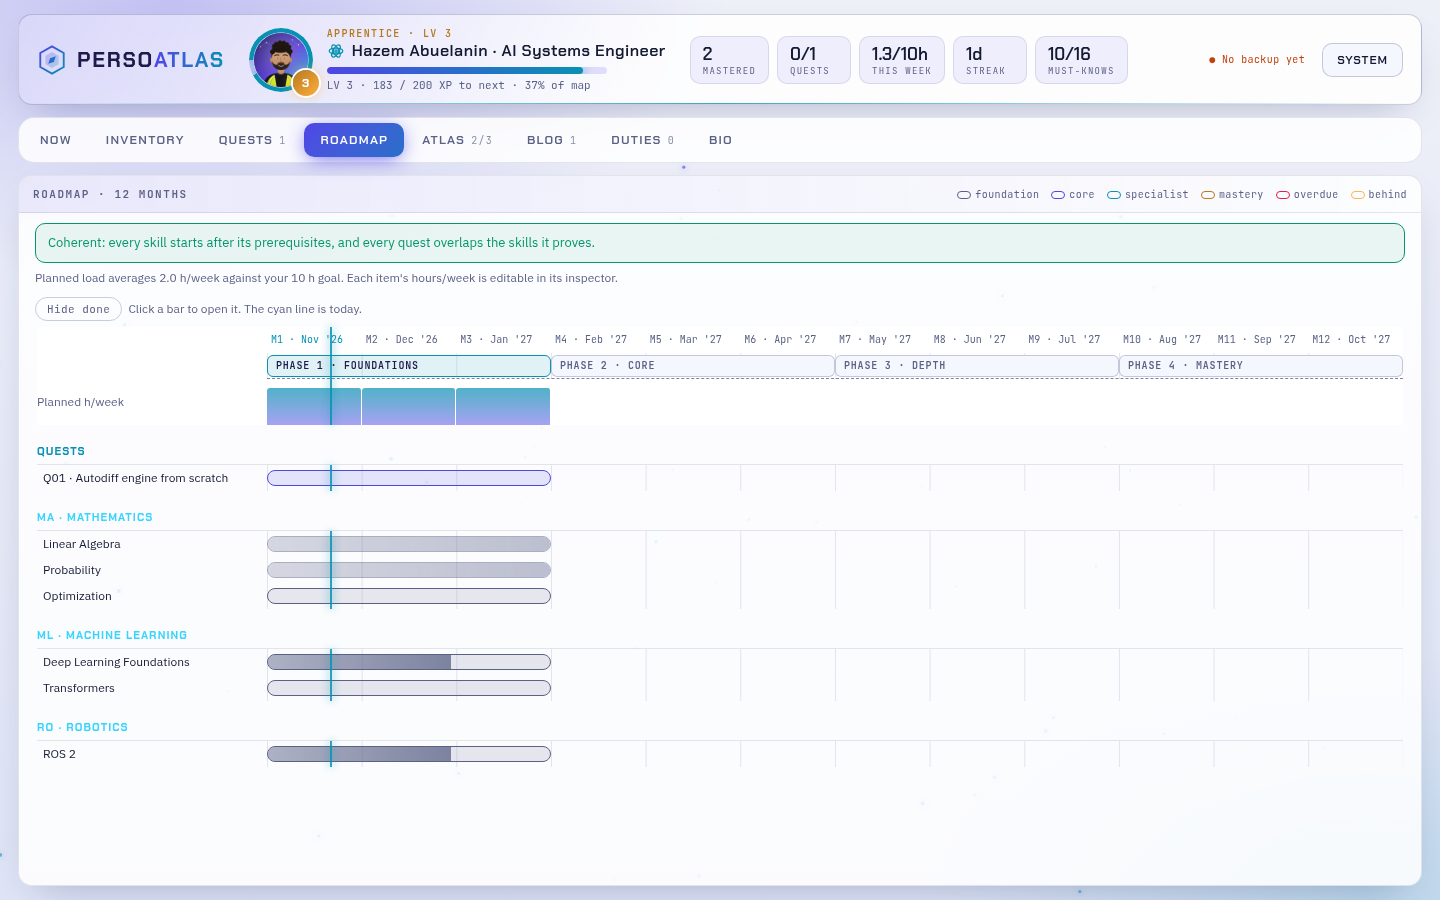 PERSOATLAS
3
APPRENTICE · LV 3
Hazem Abuelanin · AI Systems Engineer
LV 3 · 183 / 200 XP to next · 37% of map
2
MASTERED
0/1
QUESTS
1.3/10h
THIS WEEK
1d
STREAK
10/16
MUST-KNOWS
No backup yet
SYSTEM
NOW
INVENTORY
QUESTS 1
ROADMAP
ATLAS 2/3
BLOG 1
DUTIES 0
BIO
ROADMAP · 12 MONTHS
foundation
core
specialist
mastery
overdue
behind
Coherent: every skill starts after its prerequisites, and every quest overlaps the skills it proves.
Planned load averages 2.0 h/week against your 10 h goal. Each item's hours/week is editable in its inspector.
Hide done
Click a bar to open it. The cyan line is today.
M1 · Nov '26
M2 · Dec '26
M3 · Jan '27
M4 · Feb '27
M5 · Mar '27
M6 · Apr '27
M7 · May '27
M8 · Jun '27
M9 · Jul '27
M10 · Aug '27
M11 · Sep '27
M12 · Oct '27
PHASE 1 · FOUNDATIONS
PHASE 2 · CORE
PHASE 3 · DEPTH
PHASE 4 · MASTERY
Planned h/week
QUESTS
Q01 · Autodiff engine from scratch
MA · MATHEMATICS
Linear Algebra
Probability
Optimization
ML · MACHINE LEARNING
Deep Learning Foundations
Transformers
RO · ROBOTICS
ROS 2